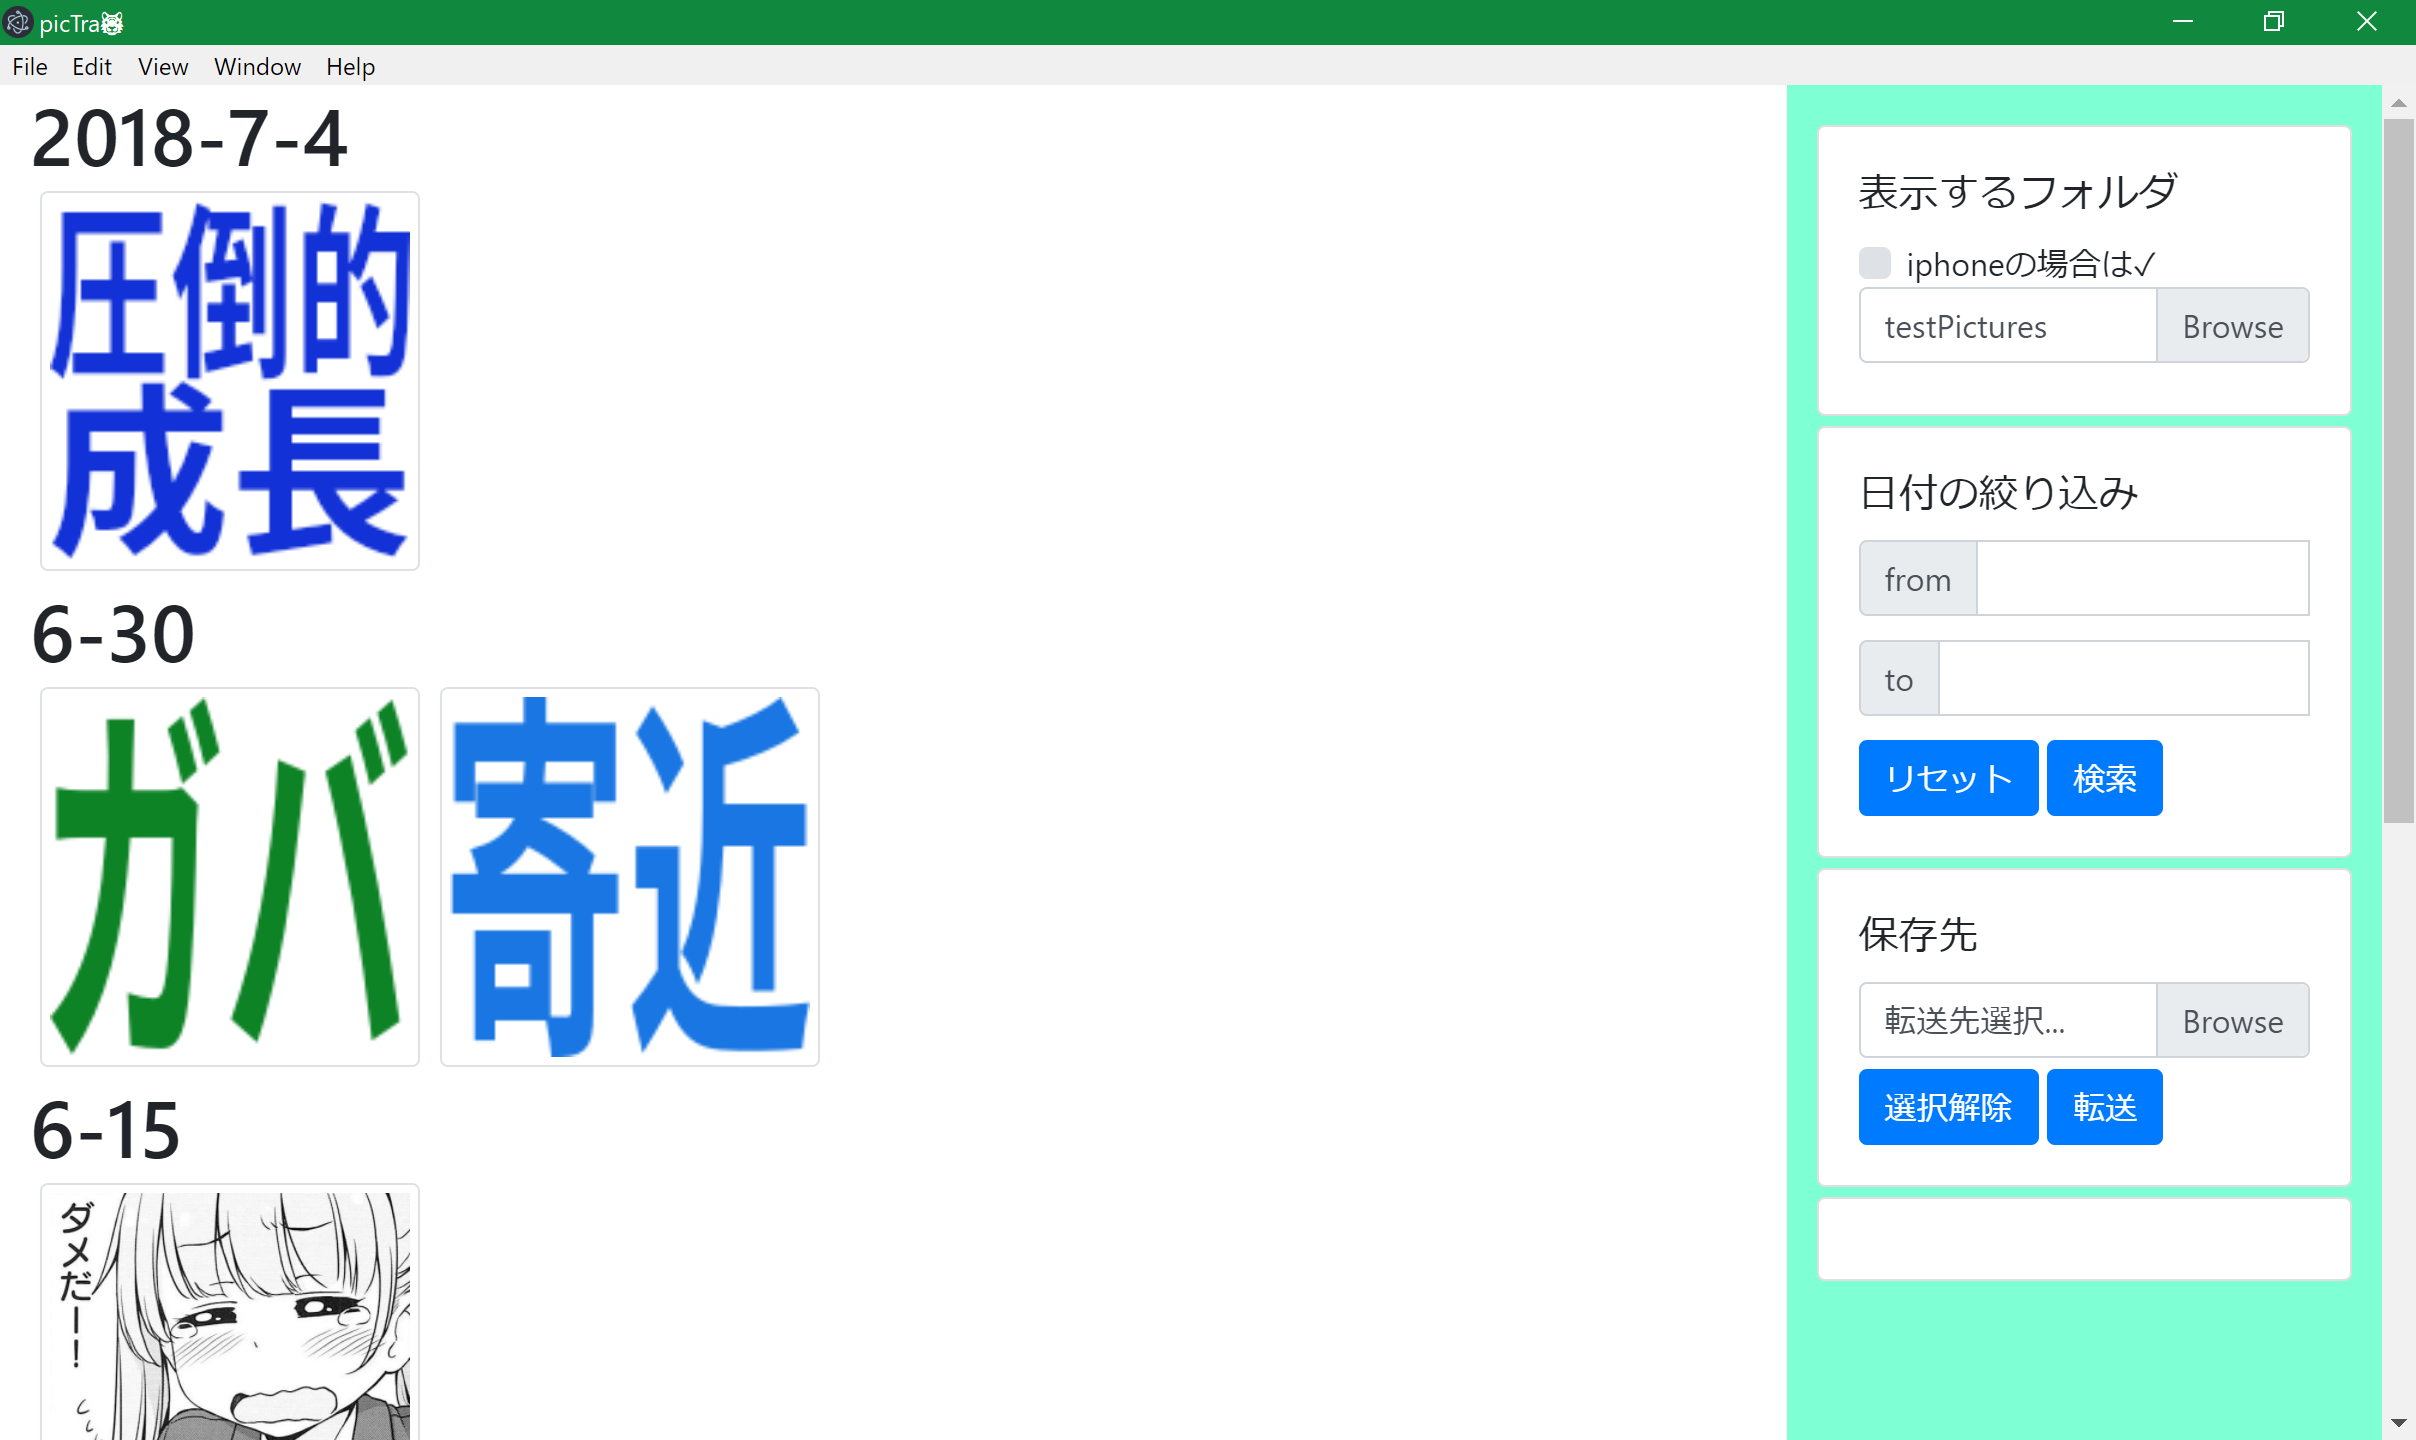 picTra🐯
File Edit View Window Help
2018-7-4
圧倒的
成長
6-30
ガバ
寄近
6-15
ダメだー！
表示するフォルダ
iphoneの場合は✓
testPictures Browse
日付の絞り込み
from
to
リセット 検索
保存先
転送先選択... Browse
選択解除 転送